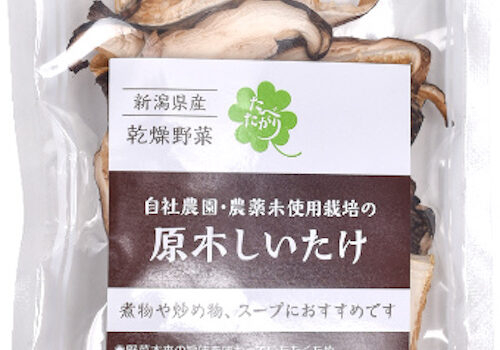 新潟県産
乾燥野菜
たたがり
自社農園・農薬未使用栽培の
原木しいたけ
煮物や炒め物、スープにおすすめです